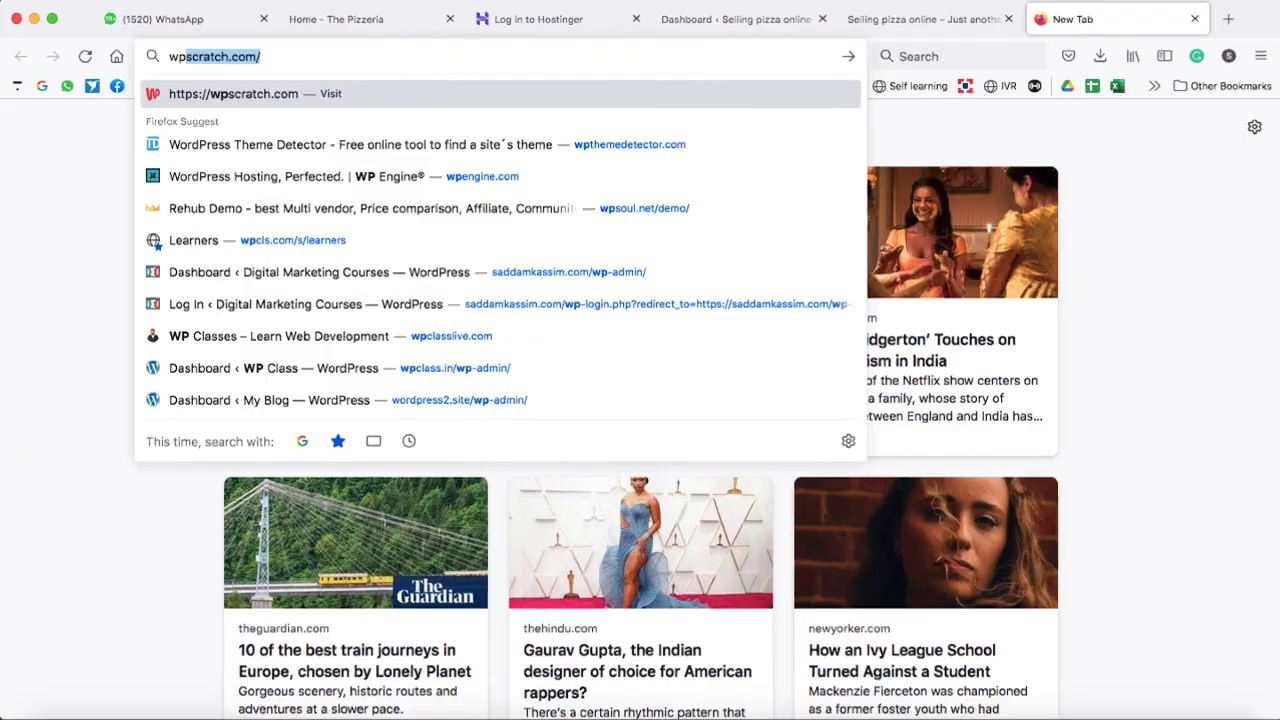 (1520) WhatsApp
Home - The Pizzeria
Log in to Hostinger
Dashboard ‹ Selling pizza online
Selling pizza online – Just anothe
New Tab
wpscratch.com/
Search
Self learning
IVR
Other Bookmarks
https://wpscratch.com — Visit
Firefox Suggest
WordPress Theme Detector - Free online tool to find a site´s theme — wpthemedetector.com
WordPress Hosting, Perfected. | WP Engine® — wpengine.com
Rehub Demo - best Multi vendor, Price comparison, Affiliate, Communit — wpsoul.net/demo/
Learners — wpcls.com/s/learners
Dashboard ‹ Digital Marketing Courses — WordPress — saddamkassim.com/wp-admin/
Log In ‹ Digital Marketing Courses — WordPress — saddamkassim.com/wp-login.php?redirect_to=https://saddamkassim.com/wp-
WP Classes – Learn Web Development — wpclasslive.com
Dashboard ‹ WP Class — WordPress — wpclass.in/wp-admin/
Dashboard ‹ My Blog — WordPress — wordpress2.site/wp-admin/
This time, search with:
m
idgerton’ Touches on
ism in India
of the Netflix show centers on
a family, whose story of
etween England and India has...
The
Guardian
theguardian.com
10 of the best train journeys in
Europe, chosen by Lonely Planet
Gorgeous scenery, historic routes and
adventures at a slower pace.
thehindu.com
Gaurav Gupta, the Indian
designer of choice for American
rappers?
There’s a certain rhythmic pattern that
newyorker.com
How an Ivy League School
Turned Against a Student
Mackenzie Fierceton was championed
as a former foster youth who had